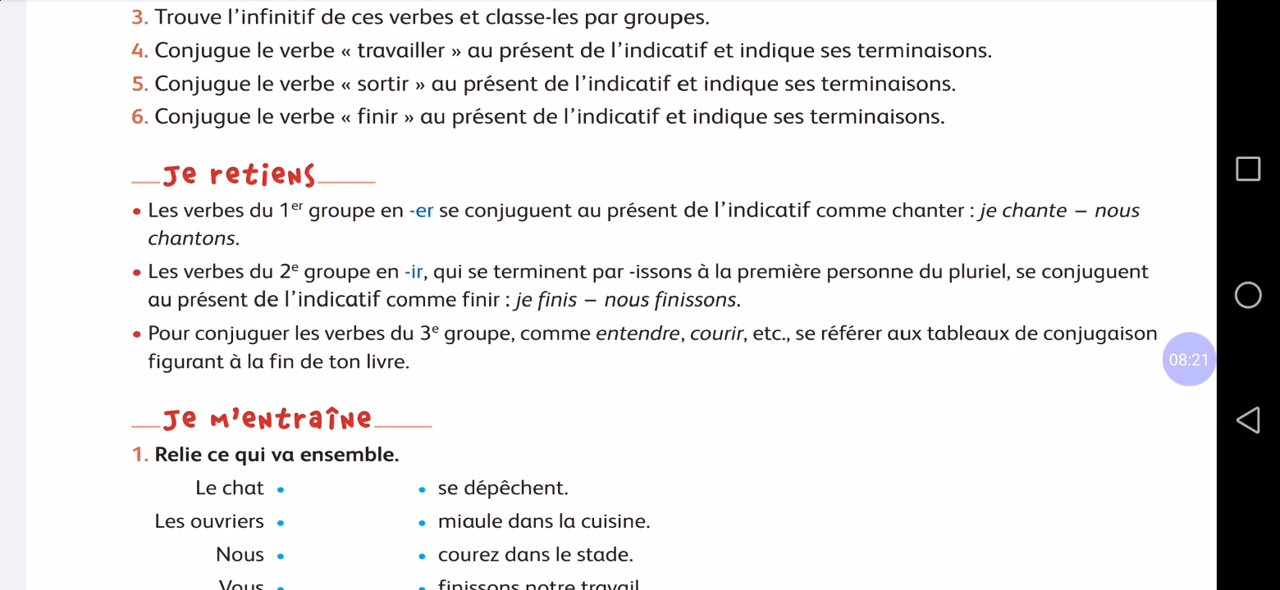 3. Trouve l'infinitif de ces verbes et classe-les par groupes.
4. Conjugue le verbe « travailler » au présent de l'indicatif et indique ses terminaisons.
5. Conjugue le verbe « sortir » au présent de l'indicatif et indique ses terminaisons.
6. Conjugue le verbe « finir » au présent de l'indicatif et indique ses terminaisons.
Je retiens
• Les verbes du 1er groupe en -er se conjuguent au présent de l'indicatif comme chanter : je chante – nous
chantons.
• Les verbes du 2e groupe en -ir, qui se terminent par -issons à la première personne du pluriel, se conjuguent
au présent de l'indicatif comme finir : je finis – nous finissons.
• Pour conjuguer les verbes du 3e groupe, comme entendre, courir, etc., se référer aux tableaux de conjugaison
figurant à la fin de ton livre.
08:21
Je m'entraîne
1. Relie ce qui va ensemble.
Le chat • • se dépêchent.
Les ouvriers • • miaule dans la cuisine.
Nous • • courez dans le stade.
Vous • • finissons notre travail